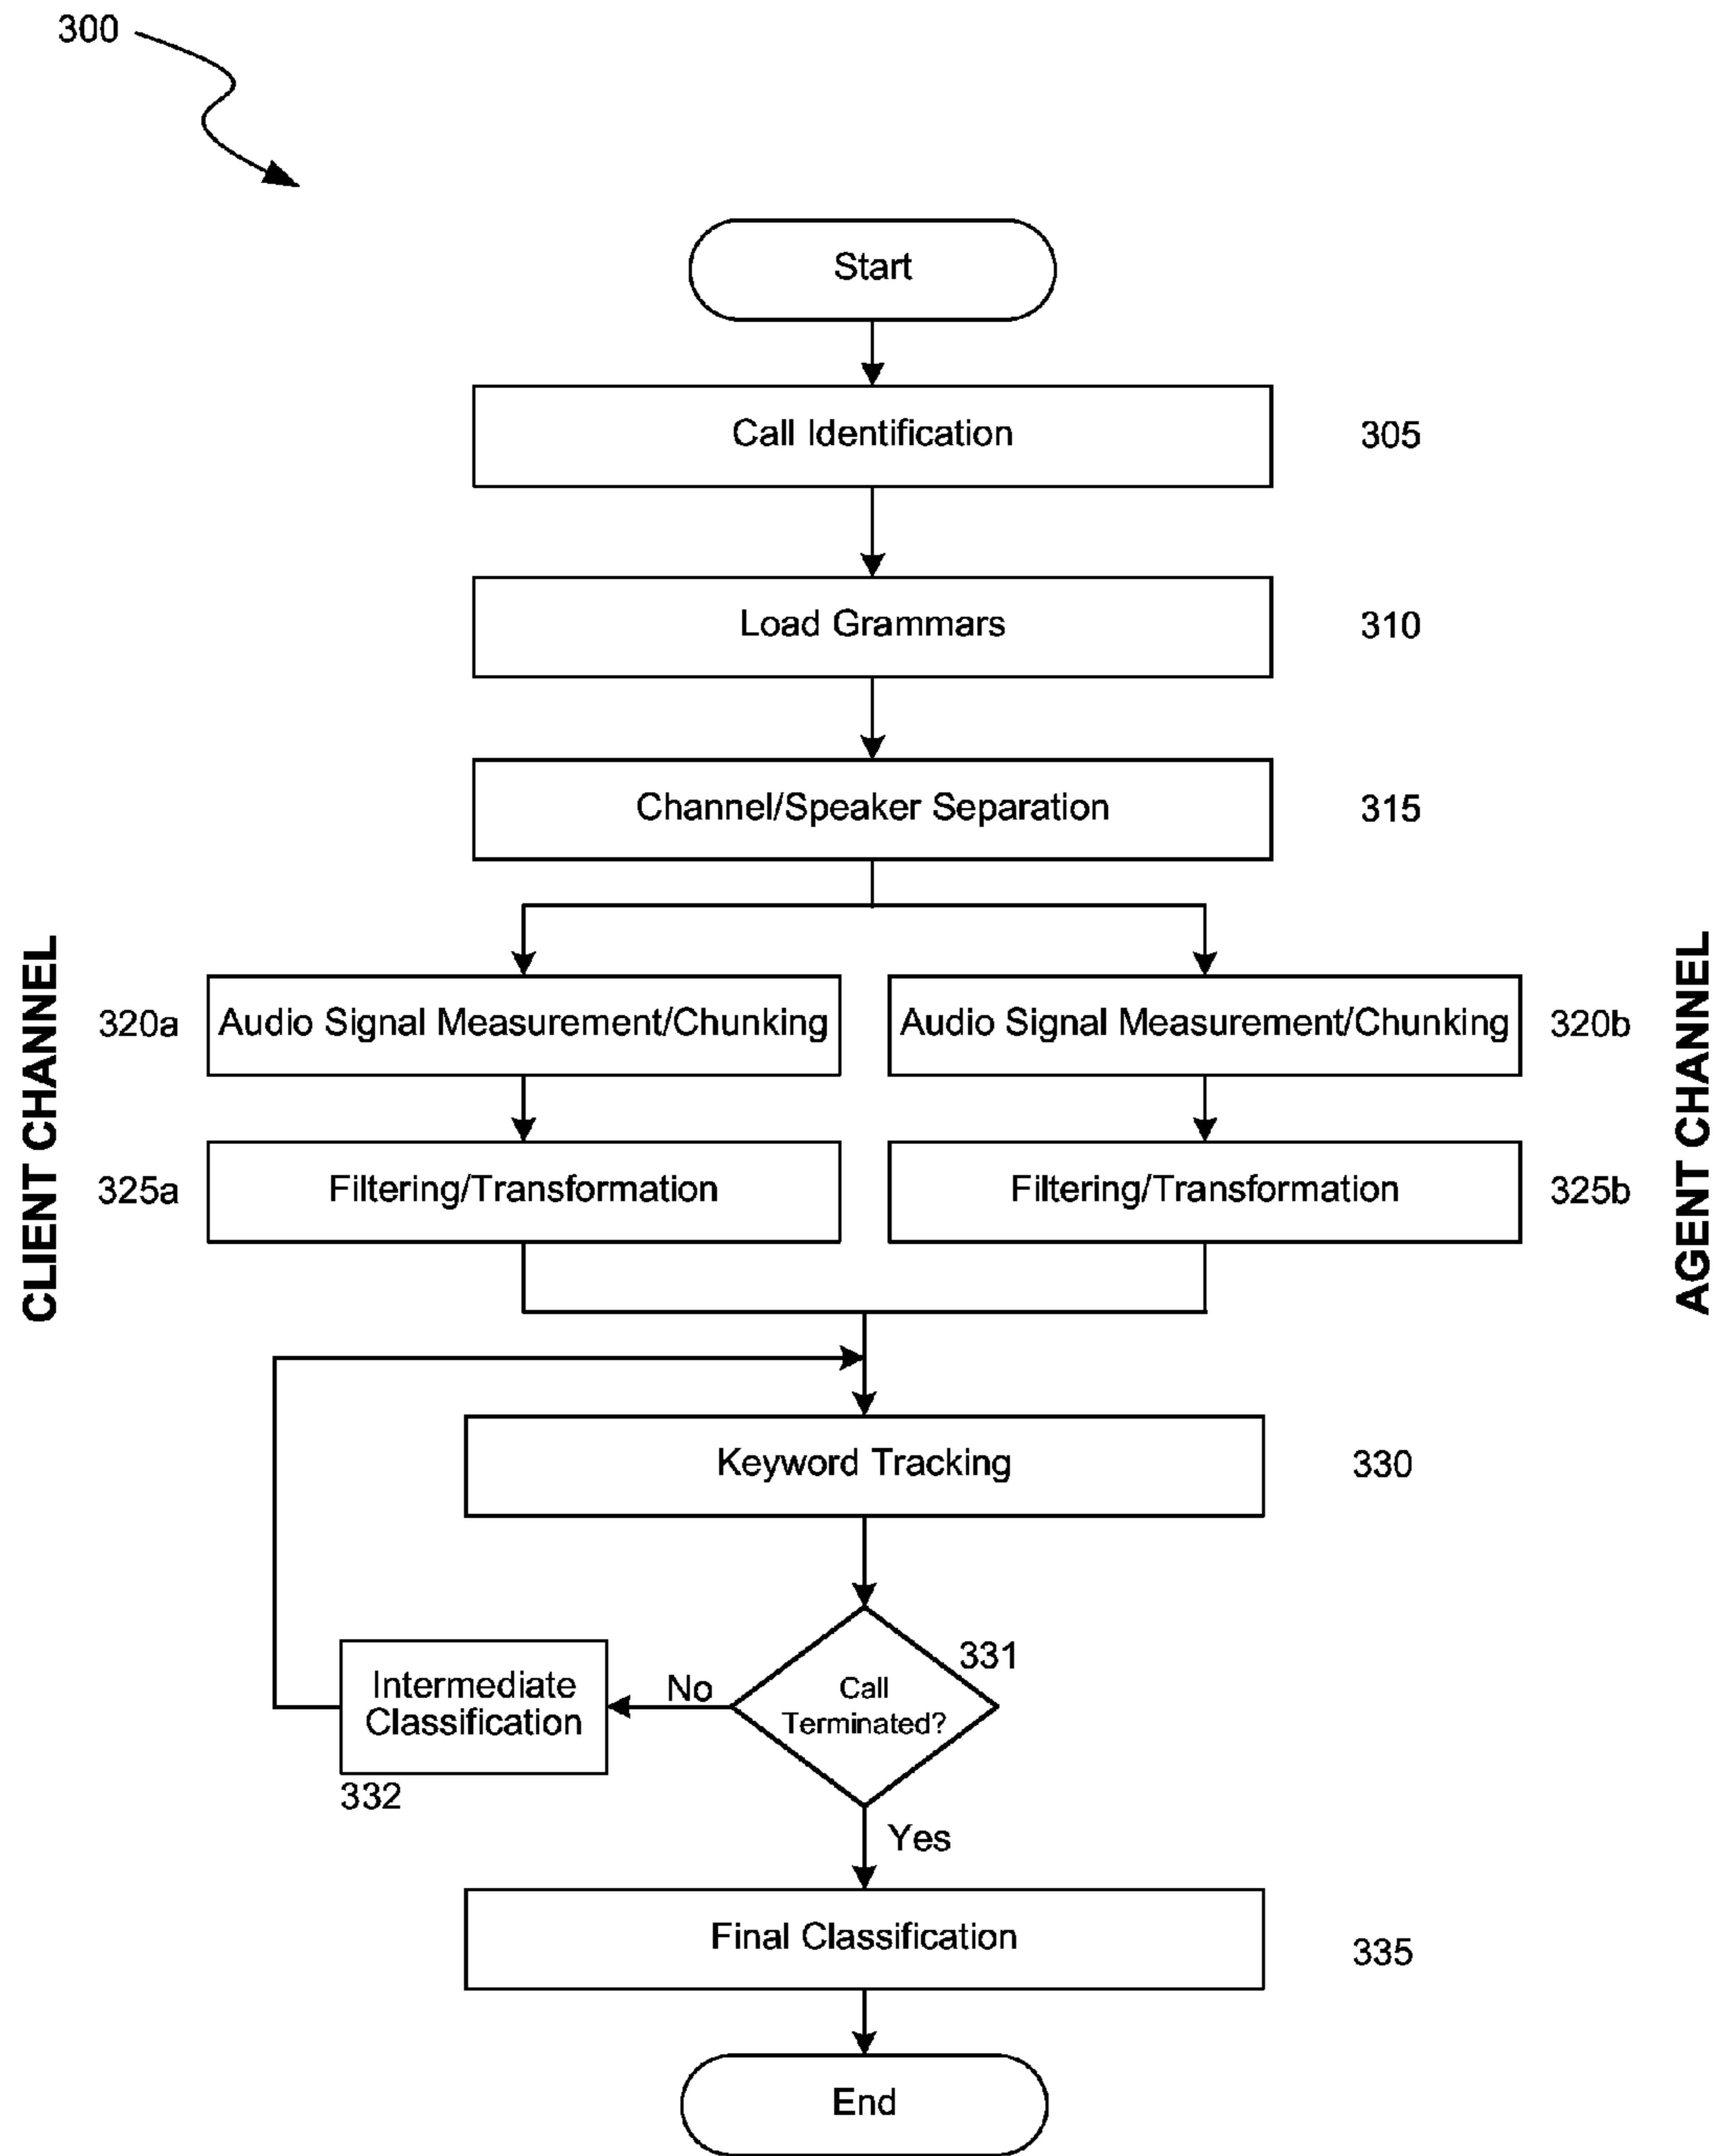 300
Start
Call Identification
305
Load Grammars
310
Channel/Speaker Separation
315
CLIENT CHANNEL
AGENT CHANNEL
320a
Audio Signal Measurement/Chunking
Audio Signal Measurement/Chunking
320b
325a
Filtering/Transformation
Filtering/Transformation
325b
Keyword Tracking
330
331
Call
Terminated?
No
Intermediate
Classification
332
Yes
Final Classification
335
End